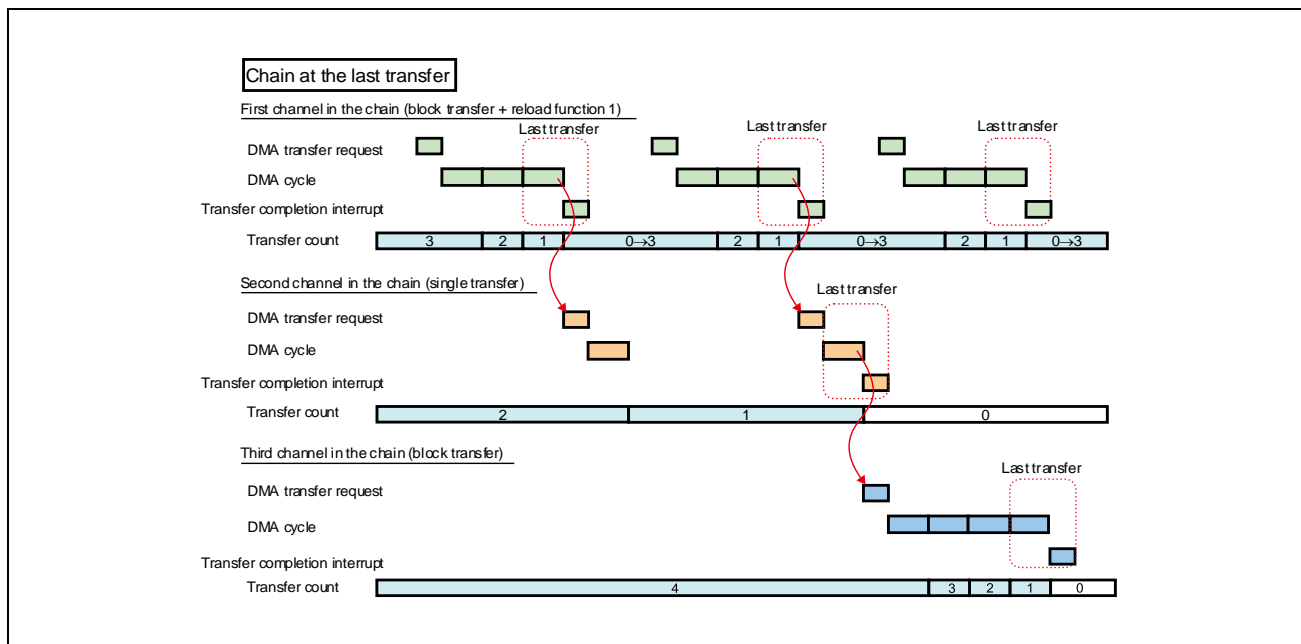 Chain at the last transfer
First channel in the chain (block transfer + reload function 1)
Last transfer Last transfer Last transfer
DMA transfer request
DMA cycle
Transfer completion interrupt
Transfer count 3 2 1 0→3 2 1 0→3 2 1 0→3
Second channel in the chain (single transfer)
Last transfer
DMA transfer request
DMA cycle
Transfer completion interrupt
Transfer count 2 1 0
Third channel in the chain (block transfer)
Last transfer
DMA transfer request
DMA cycle
Transfer completion interrupt
Transfer count 4 3 2 1 0